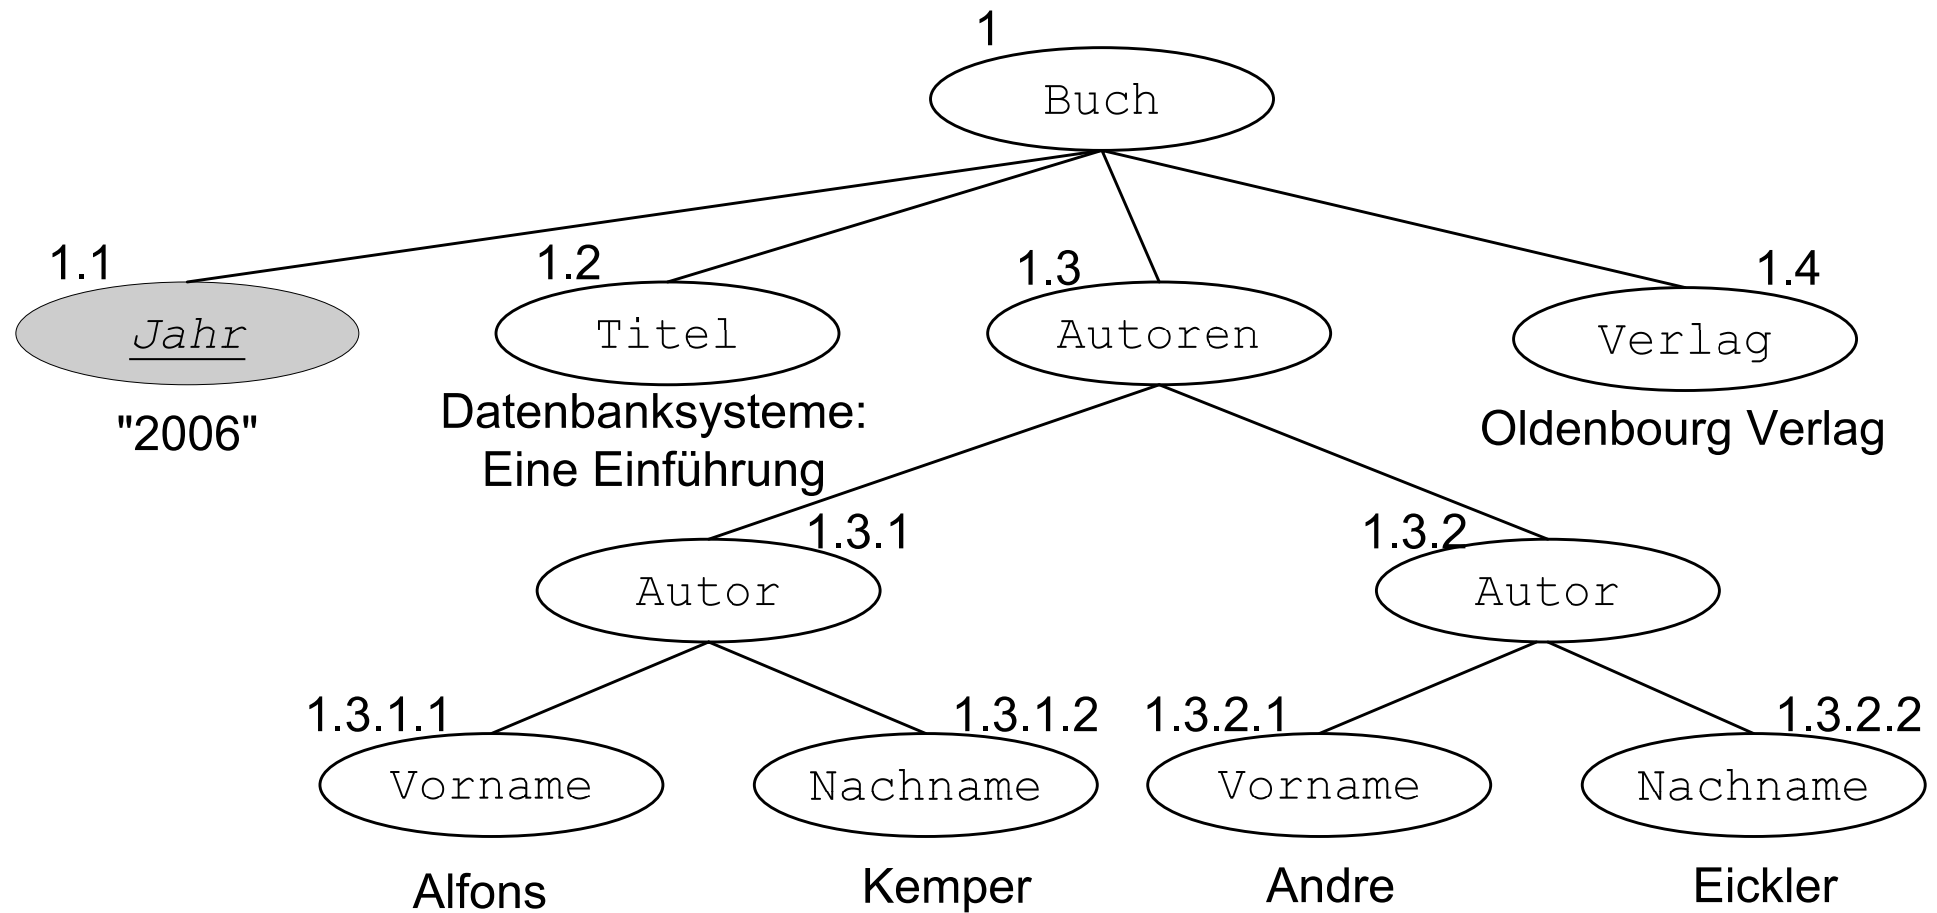 1
Buch
1.1
1.2
1.3
1.4
Jahr
Titel
Autoren
Verlag
"2006"
Datenbanksysteme:
Eine Einführung
Oldenbourg Verlag
1.3.1
1.3.2
Autor
Autor
1.3.1.1
1.3.1.2
1.3.2.1
1.3.2.2
Vorname
Nachname
Vorname
Nachname
Alfons
Kemper
Andre
Eickler